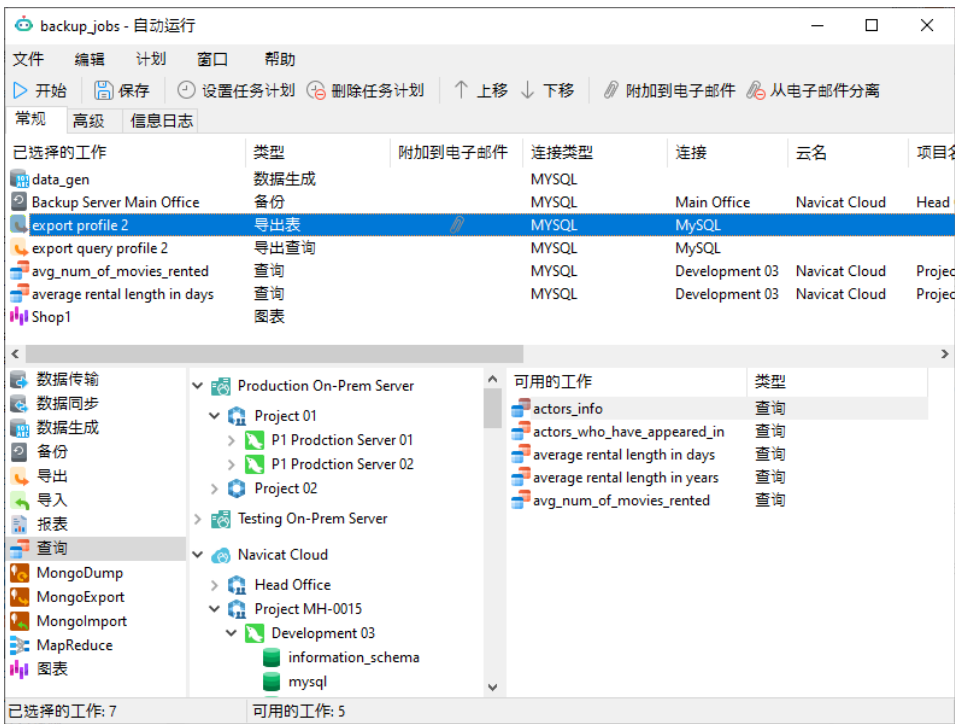 backup_jobs - 自动运行
文件 编辑 计划 窗口 帮助
开始 保存 设置任务计划 删除任务计划 上移 下移 附加到电子邮件 从电子邮件分离
常规 高级 信息日志
已选择的工作 类型 附加到电子邮件 连接类型 连接 云名 项目名
data_gen 数据生成 MYSQL
Backup Server Main Office 备份 MYSQL Main Office Navicat Cloud Head
export profile 2 导出表 MYSQL MySQL
export query profile 2 导出查询 MYSQL MySQL
avg_num_of_movies_rented 查询 MYSQL Development 03 Navicat Cloud Projec
average rental length in days 查询 MYSQL Development 03 Navicat Cloud Projec
Shop1 图表
数据传输
数据同步
数据生成
备份
导出
导入
报表
查询
MongoDump
MongoExport
MongoImport
MapReduce
图表
Production On-Prem Server
Project 01
P1 Prodction Server 01
P1 Prodction Server 02
Project 02
Testing On-Prem Server
Navicat Cloud
Head Office
Project MH-0015
Development 03
information_schema
mysql
可用的工作 类型
actors_info 查询
actors_who_have_appeared_in 查询
average rental length in days 查询
average rental length in years 查询
avg_num_of_movies_rented 查询
已选择的工作: 7 可用的工作: 5